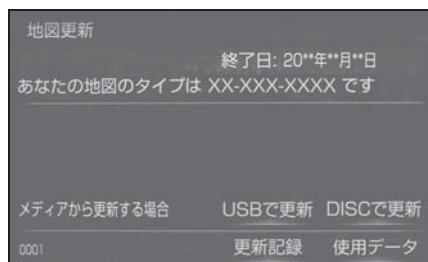 地図更新
終了日: 20**年**月**日
あなたの地図のタイプは XX-XXX-XXXX です
メディアから更新する場合 USBで更新 DISCで更新
0001 更新記録 使用データ